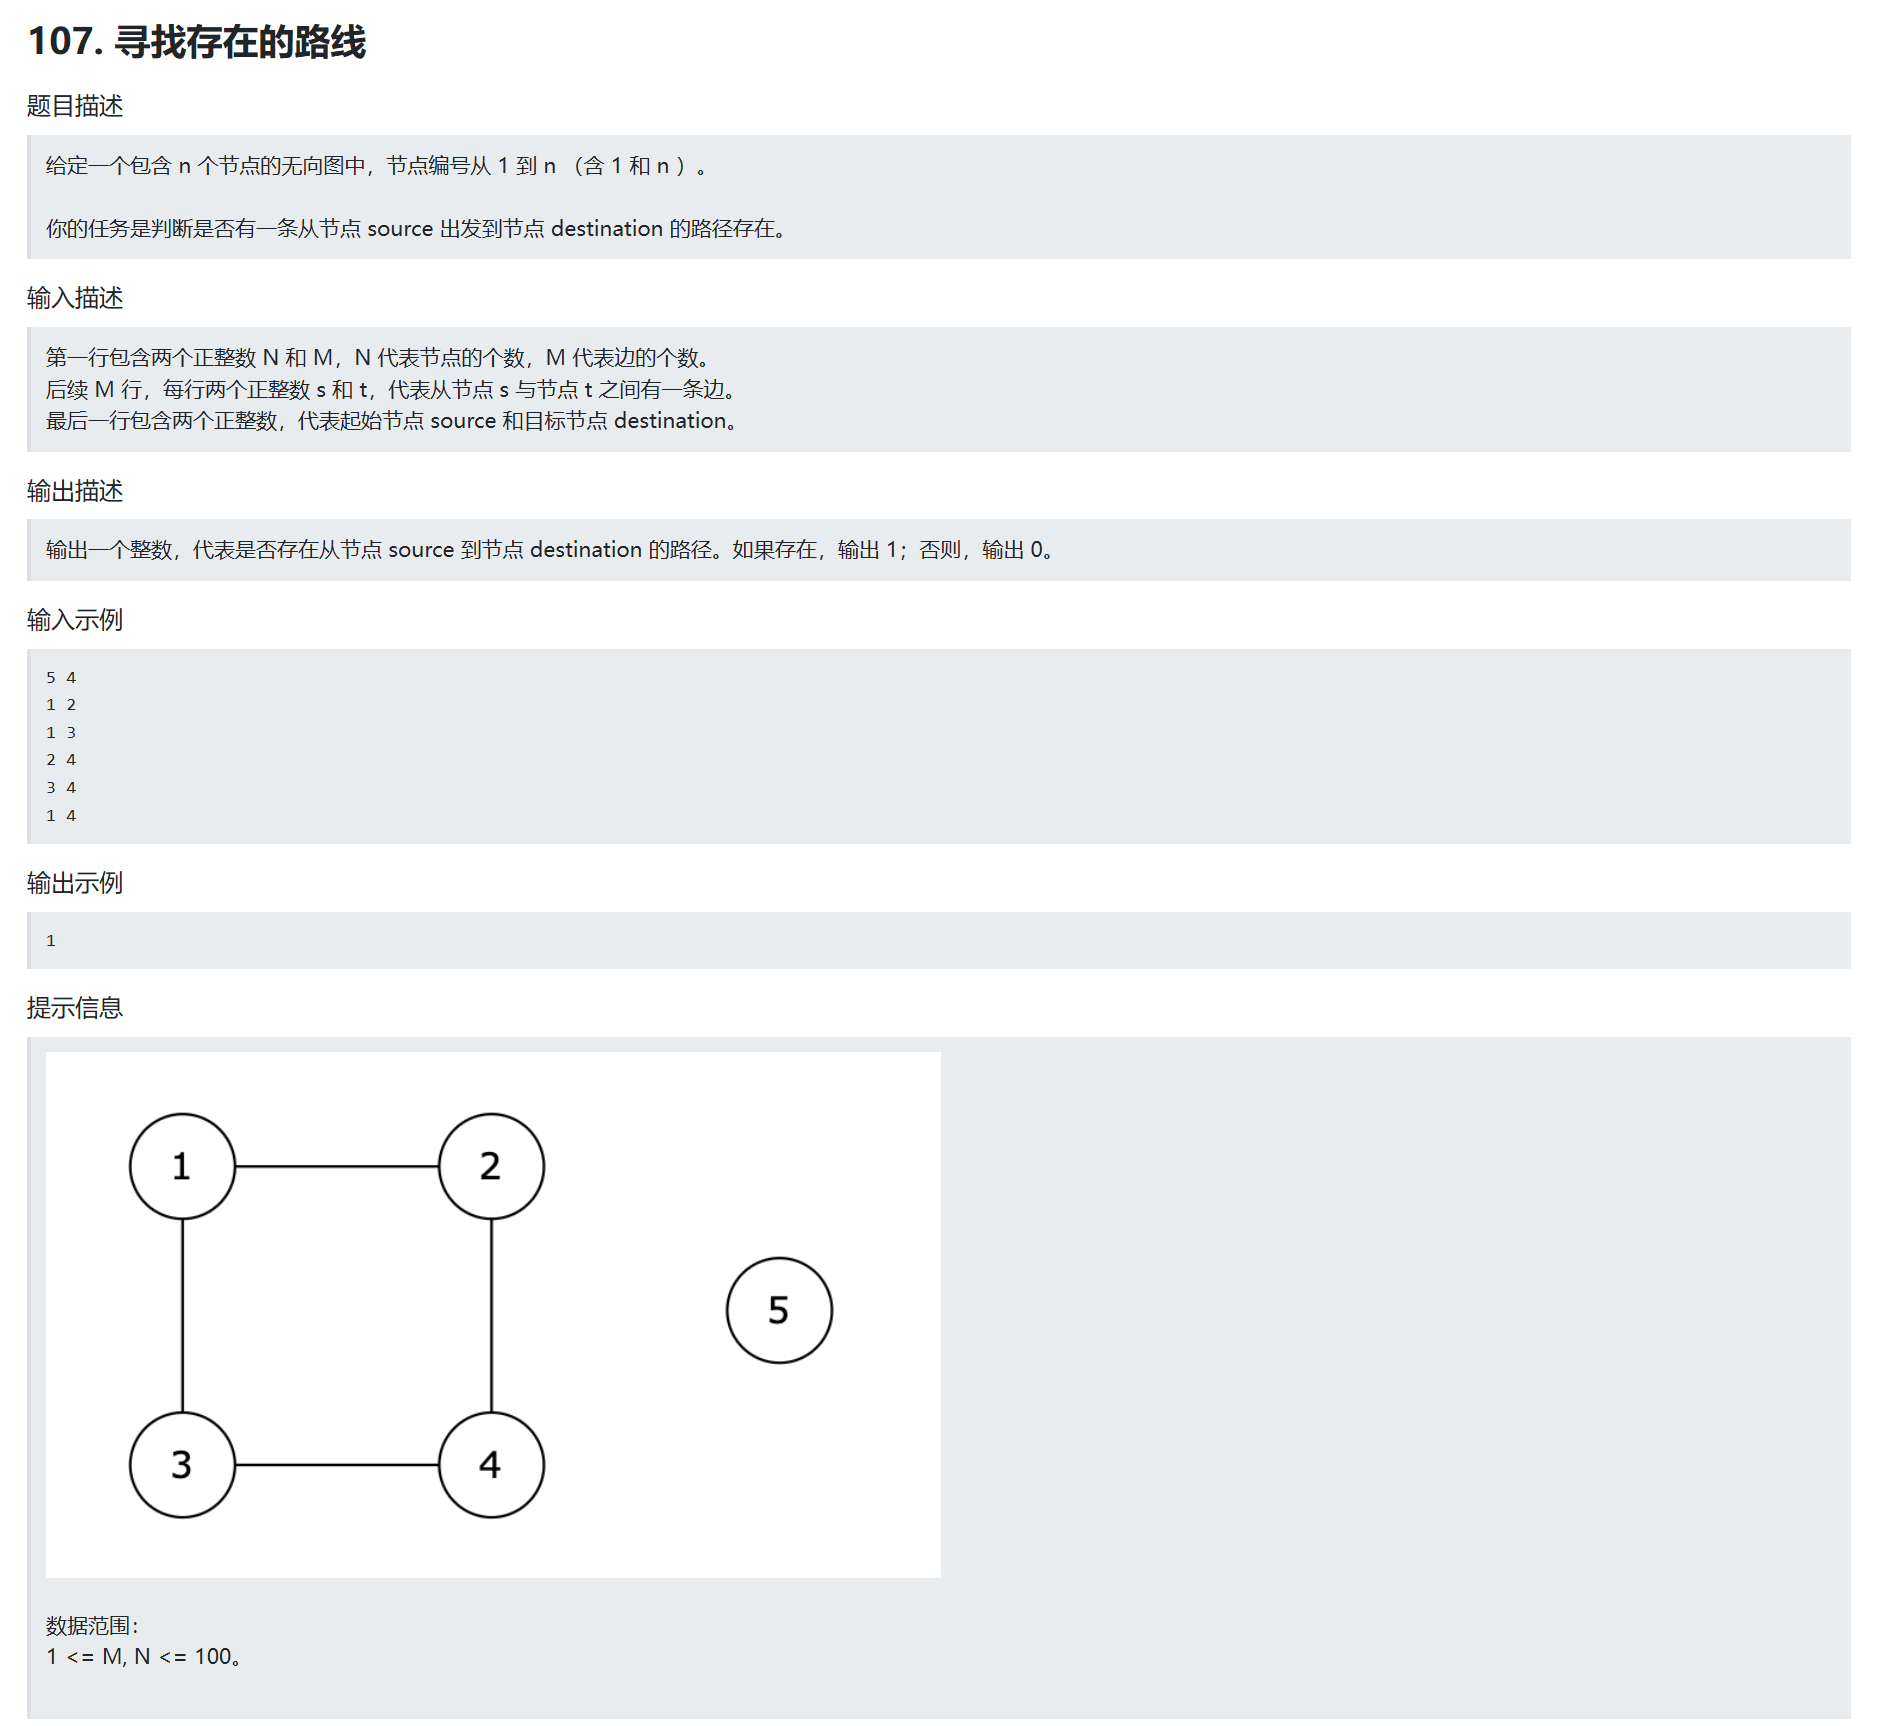 107. 寻找存在的路线
题目描述
给定一个包含 n 个节点的无向图中，节点编号从 1 到 n （含 1 和 n ）。
你的任务是判断是否有一条从节点 source 出发到节点 destination 的路径存在。
输入描述
第一行包含两个正整数 N 和 M，N 代表节点的个数，M 代表边的个数。
后续 M 行，每行两个正整数 s 和 t，代表从节点 s 与节点 t 之间有一条边。
最后一行包含两个正整数，代表起始节点 source 和目标节点 destination。
输出描述
输出一个整数，代表是否存在从节点 source 到节点 destination 的路径。如果存在，输出 1；否则，输出 0。
输入示例
5 4
1 2
1 3
2 4
3 4
1 4
输出示例
1
提示信息
1 2
5
3 4
数据范围：
1 <= M, N <= 100。